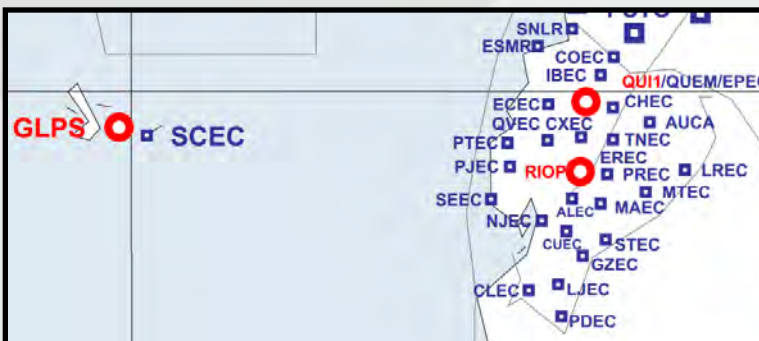 SNLR
ESMR
COEC
IBEC
QUI1/QUEM/EPEC
ECEC
CHEC
GLPS
SCEC
QVEC CXEC
AUCA
PTEC
TNEC
EREC
PJEC
RIOP
PREC
LREC
MTEC
SEEC
ALEC
MAEC
NJEC
CUEC
STEC
GZEC
CLEC
LJEC
PDEC